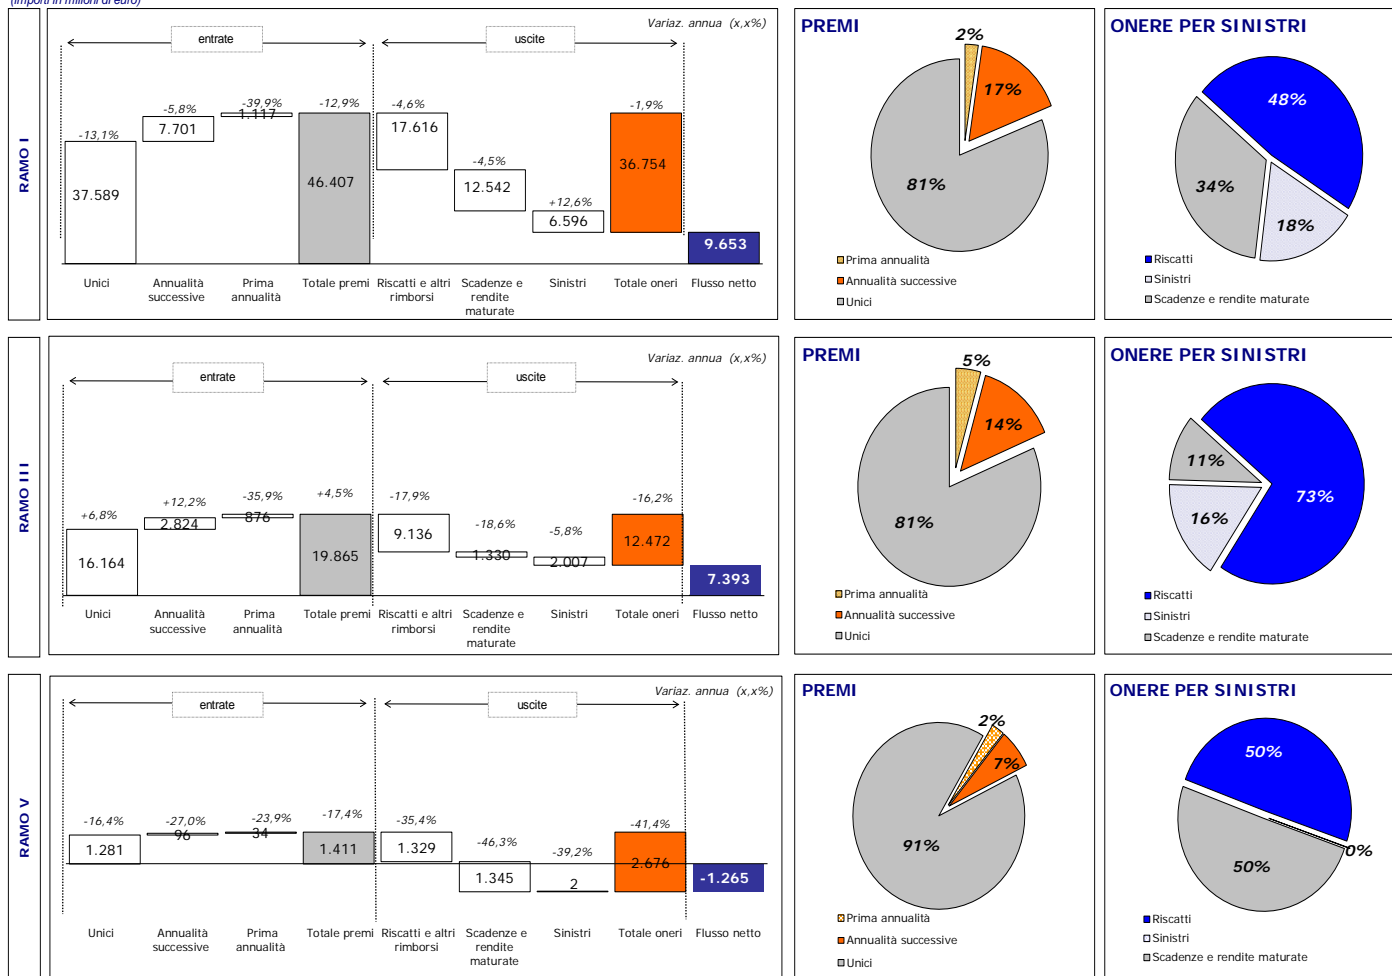 (importi in milioni di euro)
RAMO I
Variaz. annua (x,x%)
entrate
uscite
-13,1%
-5,8%
-39,9%
-12,9%
-4,6%
-4,5%
+12,6%
-1,9%
37.589
7.701
1.117
46.407
17.616
12.542
6.596
36.754
9.653
Unici
Annualità
successive
Prima
annualità
Totale premi
Riscatti e altri
rimborsi
Scadenze e
rendite
maturate
Sinistri
Totale oneri
Flusso netto
PREMI
2%
17%
81%
Prima annualità
Annualità successive
Unici
ONERE PER SINISTRI
48%
34%
18%
Riscatti
Sinistri
Scadenze e rendite maturate
RAMO III
Variaz. annua (x,x%)
entrate
uscite
+6,8%
+12,2%
-35,9%
+4,5%
-17,9%
-18,6%
-5,8%
-16,2%
16.164
2.824
876
19.865
9.136
1.330
2.007
12.472
7.393
Unici
Annualità
successive
Prima
annualità
Totale premi
Riscatti e altri
rimborsi
Scadenze e
rendite
maturate
Sinistri
Totale oneri
Flusso netto
PREMI
5%
14%
81%
Prima annualità
Annualità successive
Unici
ONERE PER SINISTRI
11%
73%
16%
Riscatti
Sinistri
Scadenze e rendite maturate
RAMO V
Variaz. annua (x,x%)
entrate
uscite
-16,4%
-27,0%
-23,9%
-17,4%
-35,4%
-46,3%
-39,2%
-41,4%
1.281
96
34
1.411
1.329
1.345
2
2.676
-1.265
Unici
Annualità
successive
Prima
annualità
Totale premi
Riscatti e altri
rimborsi
Scadenze e
rendite
maturate
Sinistri
Totale oneri
Flusso netto
PREMI
2%
7%
91%
Prima annualità
Annualità successive
Unici
ONERE PER SINISTRI
50%
0%
50%
Riscatti
Sinistri
Scadenze e rendite maturate